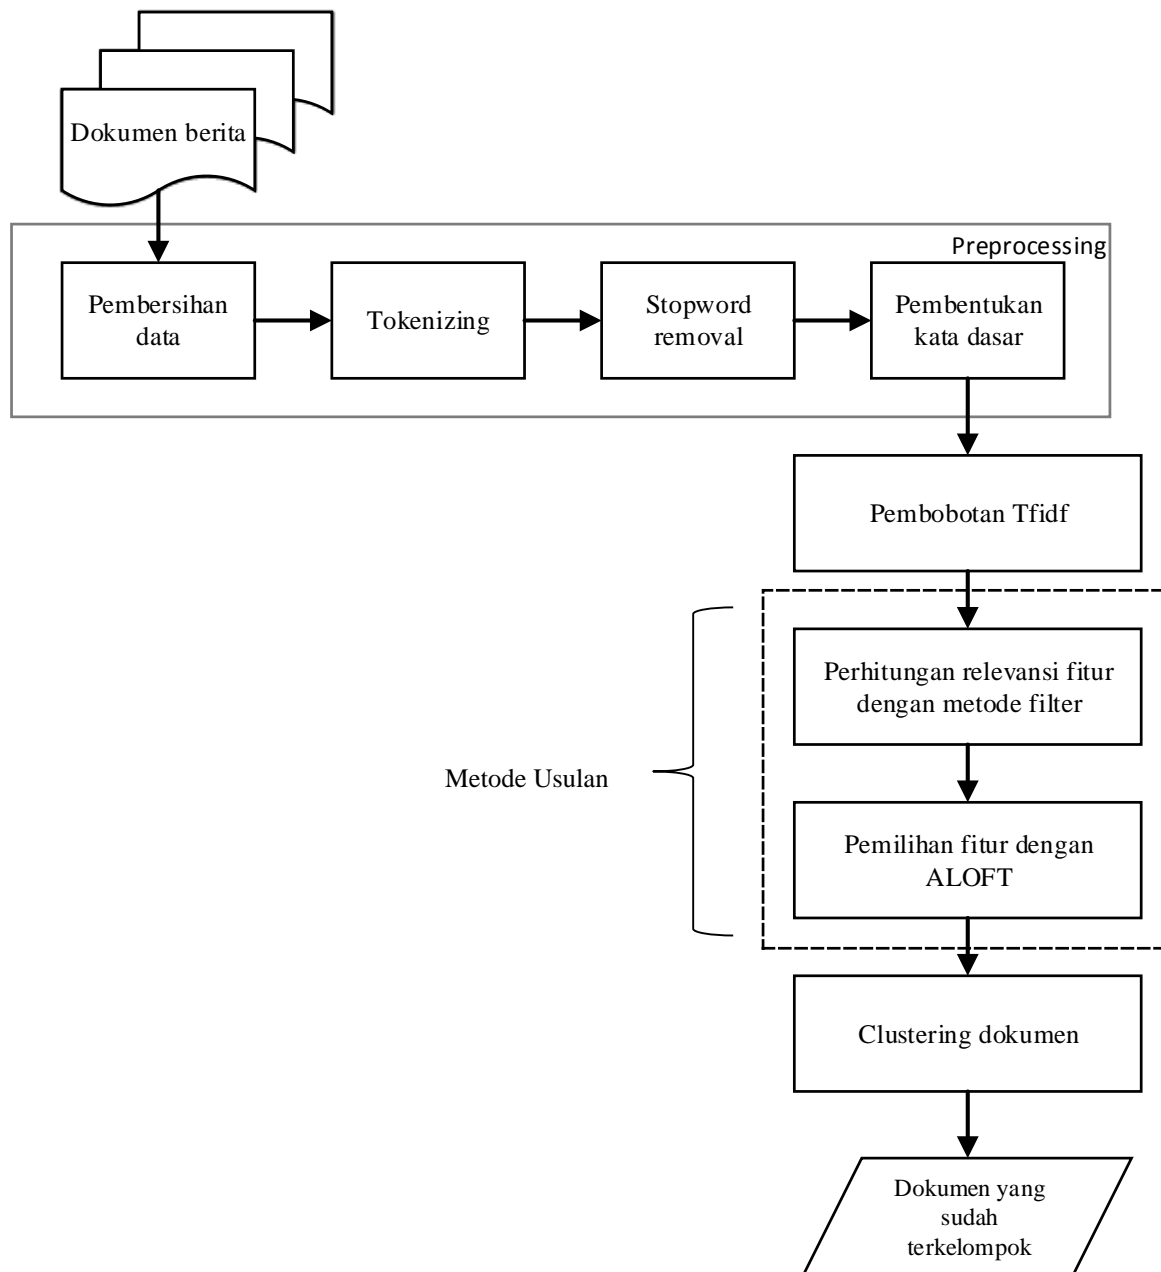 Dokumen berita
Preprocessing
Pembersihan
data
Tokenizing
Stopword
removal
Pembentukan
kata dasar
Pembobotan Tfidf
Perhitungan relevansi fitur
dengan metode filter
Metode Usulan
Pemilihan fitur dengan
ALOFT
Clustering dokumen
Dokumen yang
sudah
terkelompok